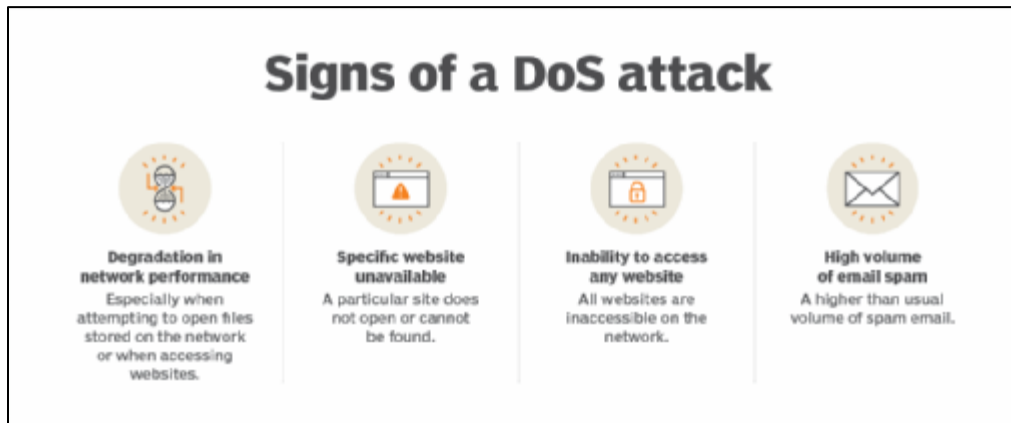 Signs of a DoS attack
Degradation in
network performance
Especially when
attempting to open files
stored on the network
or when accessing
websites.
Specific website
unavailable
A particular site does
not open or cannot
be found.
Inability to access
any website
All websites are
inaccessible on the
network.
High volume
of email spam
A higher than usual
volume of spam email.